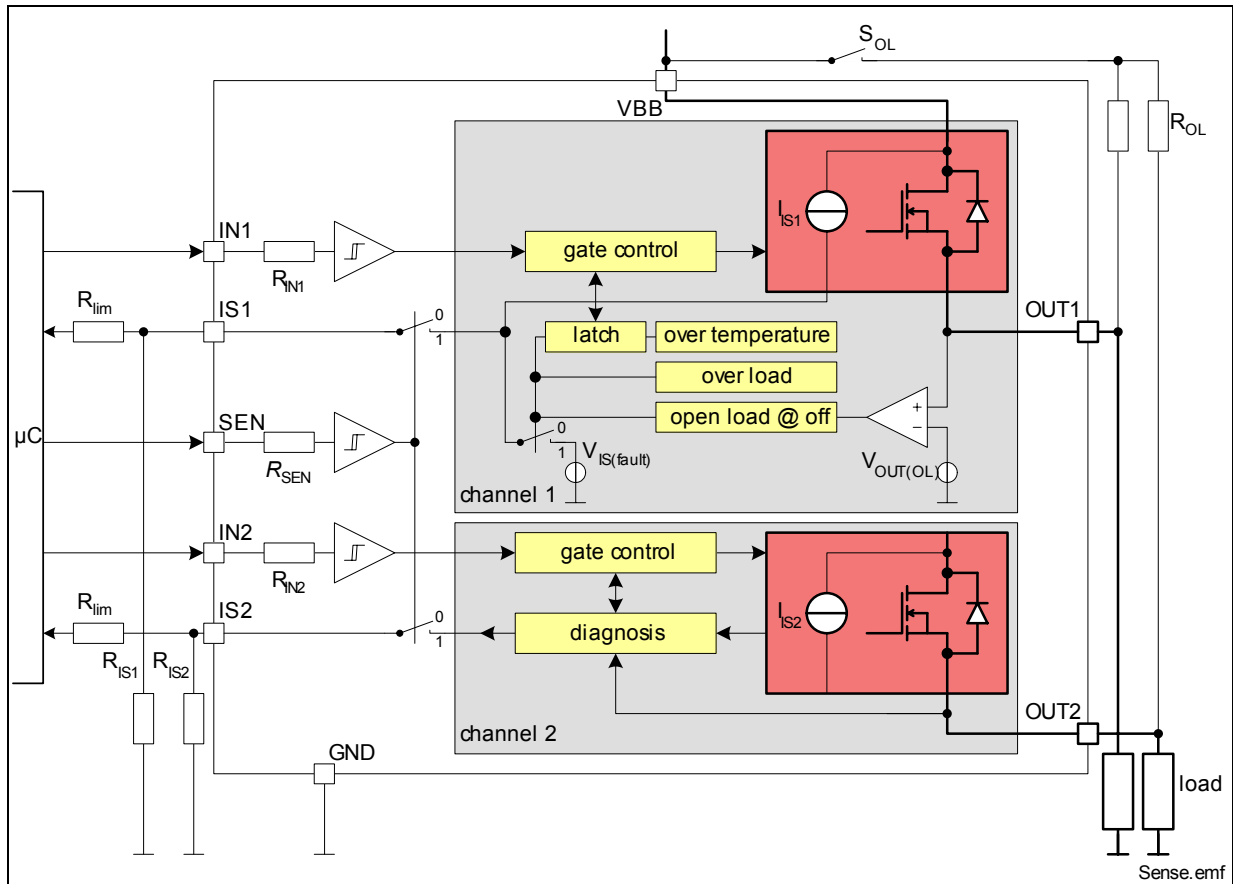 S_OL
VBB
R_OL
I_IS1
IN1
R_IN1
gate control
R_lim
IS1
0
1
OUT1
latch
over temperature
over load
open load @ off
+
−
µC
SEN
R_SEN
0
1
V_IS(fault)
V_OUT(OL)
channel 1
IN2
R_IN2
gate control
R_lim
IS2
0
1
diagnosis
I_IS2
R_IS1
R_IS2
OUT2
channel 2
GND
load
Sense.emf